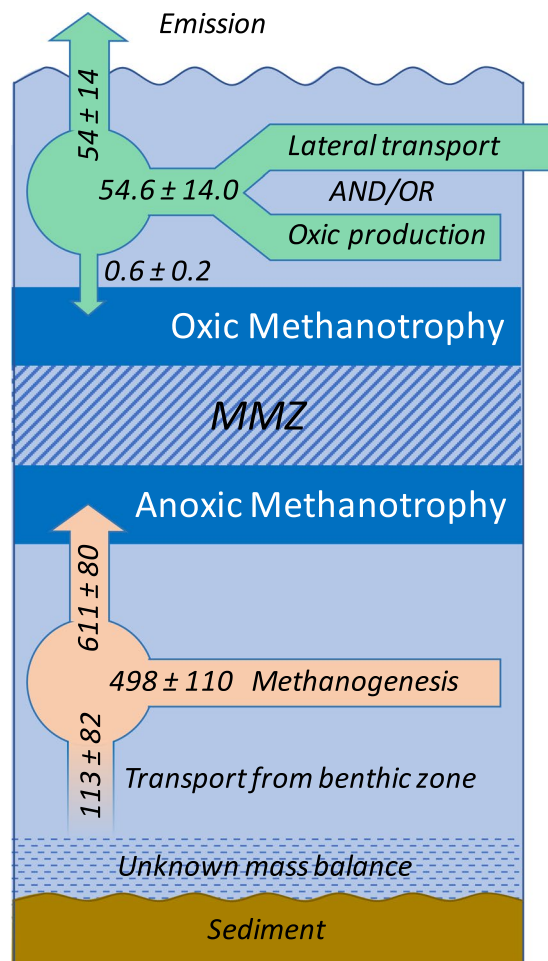 Emission
54 ± 14
Lateral transport
54.6 ± 14.0
AND/OR
Oxic production
0.6 ± 0.2
Oxic Methanotrophy
MMZ
Anoxic Methanotrophy
611 ± 80
498 ± 110 Methanogenesis
113 ± 82
Transport from benthic zone
Unknown mass balance
Sediment